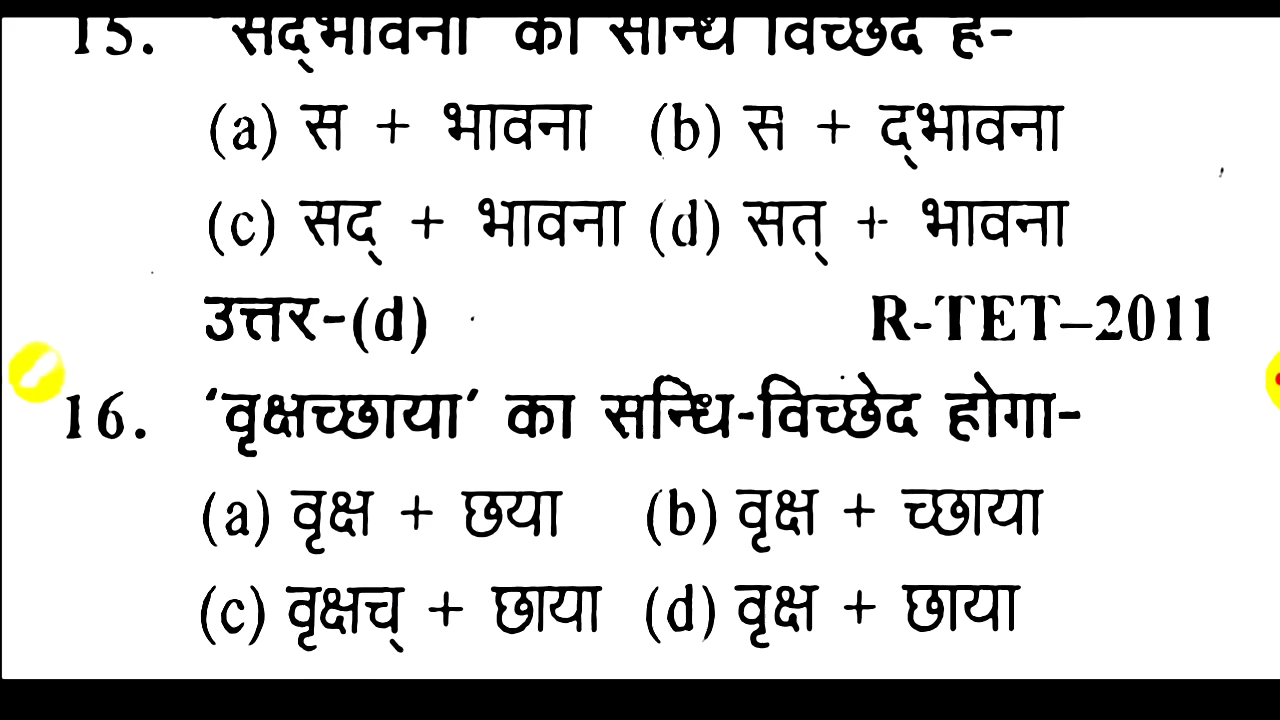 15. 'सद्भावना' का सन्धि विच्छेद है-
(a) स + भावना (b) स + द्भावना
(c) सद् + भावना (d) सत् + भावना
उत्तर-(d) R-TET–2011
16. 'वृक्षच्छाया' का सन्धि-विच्छेद होगा-
(a) वृक्ष + छया (b) वृक्ष + च्छाया
(c) वृक्षच् + छाया (d) वृक्ष + छाया